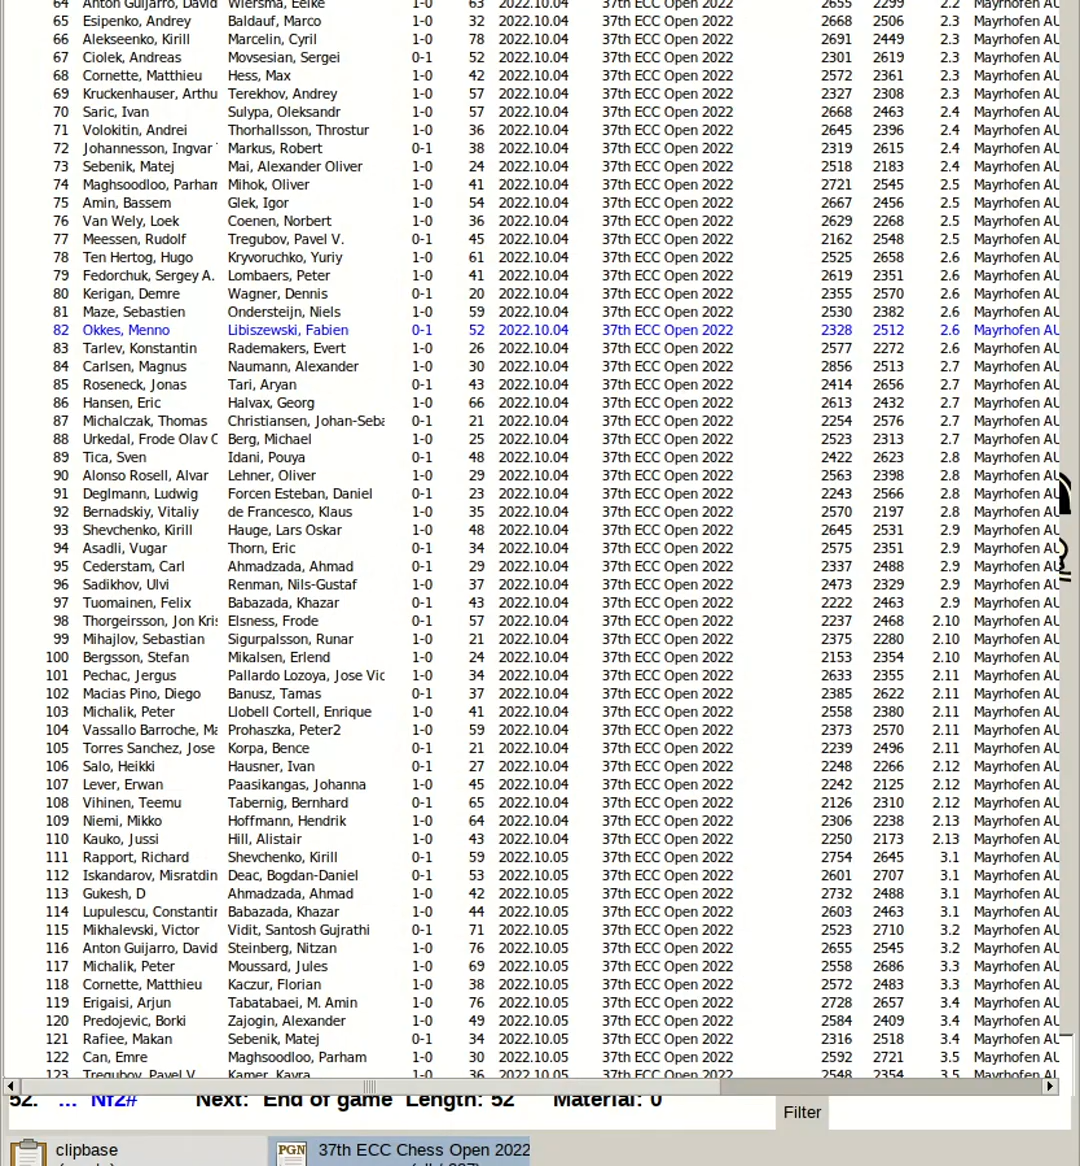 64 Anton Guijarro, David Wiersma, Eelke 1-0 63 2022.10.04 37th ECC Open 2022 2655 2299 2.2 Mayrhofen AU
65 Esipenko, Andrey Baldauf, Marco 1-0 32 2022.10.04 37th ECC Open 2022 2668 2506 2.3 Mayrhofen AU
66 Alekseenko, Kirill Marcelin, Cyril 1-0 78 2022.10.04 37th ECC Open 2022 2691 2449 2.3 Mayrhofen AU
67 Ciolek, Andreas Movsesian, Sergei 0-1 52 2022.10.04 37th ECC Open 2022 2301 2619 2.3 Mayrhofen AU
68 Cornette, Matthieu Hess, Max 1-0 42 2022.10.04 37th ECC Open 2022 2572 2361 2.3 Mayrhofen AU
69 Kruckenhauser, Arthu Terekhov, Andrey 1-0 57 2022.10.04 37th ECC Open 2022 2327 2308 2.3 Mayrhofen AU
70 Saric, Ivan Sulypa, Oleksandr 1-0 57 2022.10.04 37th ECC Open 2022 2668 2463 2.4 Mayrhofen AU
71 Volokitin, Andrei Thorhallsson, Throstur 1-0 36 2022.10.04 37th ECC Open 2022 2645 2396 2.4 Mayrhofen AU
72 Johannesson, Ingvar Markus, Robert 0-1 38 2022.10.04 37th ECC Open 2022 2319 2615 2.4 Mayrhofen AU
73 Sebenik, Matej Mai, Alexander Oliver 1-0 24 2022.10.04 37th ECC Open 2022 2518 2183 2.4 Mayrhofen AU
74 Maghsoodloo, Parham Mihok, Oliver 1-0 41 2022.10.04 37th ECC Open 2022 2721 2545 2.5 Mayrhofen AU
75 Amin, Bassem Glek, Igor 1-0 54 2022.10.04 37th ECC Open 2022 2667 2456 2.5 Mayrhofen AU
76 Van Wely, Loek Coenen, Norbert 1-0 36 2022.10.04 37th ECC Open 2022 2629 2268 2.5 Mayrhofen AU
77 Meessen, Rudolf Tregubov, Pavel V. 0-1 45 2022.10.04 37th ECC Open 2022 2162 2548 2.5 Mayrhofen AU
78 Ten Hertog, Hugo Kryvoruchko, Yuriy 1-0 61 2022.10.04 37th ECC Open 2022 2525 2658 2.6 Mayrhofen AU
79 Fedorchuk, Sergey A. Lombaers, Peter 1-0 41 2022.10.04 37th ECC Open 2022 2619 2351 2.6 Mayrhofen AU
80 Kerigan, Demre Wagner, Dennis 0-1 20 2022.10.04 37th ECC Open 2022 2355 2570 2.6 Mayrhofen AU
81 Maze, Sebastien Ondersteijn, Niels 1-0 59 2022.10.04 37th ECC Open 2022 2530 2382 2.6 Mayrhofen AU
82 Okkes, Menno Libiszewski, Fabien 0-1 52 2022.10.04 37th ECC Open 2022 2328 2512 2.6 Mayrhofen AU
83 Tarlev, Konstantin Rademakers, Evert 1-0 26 2022.10.04 37th ECC Open 2022 2577 2272 2.6 Mayrhofen AU
84 Carlsen, Magnus Naumann, Alexander 1-0 30 2022.10.04 37th ECC Open 2022 2856 2513 2.7 Mayrhofen AU
85 Roseneck, Jonas Tari, Aryan 0-1 43 2022.10.04 37th ECC Open 2022 2414 2656 2.7 Mayrhofen AU
86 Hansen, Eric Halvax, Georg 1-0 66 2022.10.04 37th ECC Open 2022 2613 2432 2.7 Mayrhofen AU
87 Michalczak, Thomas Christiansen, Johan-Seba 0-1 21 2022.10.04 37th ECC Open 2022 2254 2576 2.7 Mayrhofen AU
88 Urkedal, Frode Olav O Berg, Michael 1-0 25 2022.10.04 37th ECC Open 2022 2523 2313 2.7 Mayrhofen AU
89 Tica, Sven Idani, Pouya 0-1 48 2022.10.04 37th ECC Open 2022 2422 2623 2.8 Mayrhofen AU
90 Alonso Rosell, Alvar Lehner, Oliver 1-0 29 2022.10.04 37th ECC Open 2022 2563 2398 2.8 Mayrhofen AU
91 Deglmann, Ludwig Forcen Esteban, Daniel 0-1 23 2022.10.04 37th ECC Open 2022 2243 2566 2.8 Mayrhofen AU
92 Bernadskiy, Vitaliy de Francesco, Klaus 1-0 35 2022.10.04 37th ECC Open 2022 2570 2197 2.8 Mayrhofen AU
93 Shevchenko, Kirill Hauge, Lars Oskar 1-0 48 2022.10.04 37th ECC Open 2022 2645 2531 2.9 Mayrhofen AU
94 Asadli, Vugar Thorn, Eric 0-1 34 2022.10.04 37th ECC Open 2022 2575 2351 2.9 Mayrhofen AU
95 Cederstam, Carl Ahmadzada, Ahmad 0-1 29 2022.10.04 37th ECC Open 2022 2337 2488 2.9 Mayrhofen AU
96 Sadikhov, Ulvi Renman, Nils-Gustaf 1-0 37 2022.10.04 37th ECC Open 2022 2473 2329 2.9 Mayrhofen AU
97 Tuomainen, Felix Babazada, Khazar 0-1 43 2022.10.04 37th ECC Open 2022 2222 2463 2.9 Mayrhofen AU
98 Thorgeirsson, Jon Kris Elsness, Frode 0-1 57 2022.10.04 37th ECC Open 2022 2237 2468 2.10 Mayrhofen AU
99 Mihajlov, Sebastian Sigurpalsson, Runar 1-0 21 2022.10.04 37th ECC Open 2022 2375 2280 2.10 Mayrhofen AU
100 Bergsson, Stefan Mikalsen, Erlend 1-0 24 2022.10.04 37th ECC Open 2022 2153 2354 2.10 Mayrhofen AU
101 Pechac, Jergus Pallardo Lozoya, Jose Vic 1-0 34 2022.10.04 37th ECC Open 2022 2633 2355 2.11 Mayrhofen AU
102 Macias Pino, Diego Banusz, Tamas 0-1 37 2022.10.04 37th ECC Open 2022 2385 2622 2.11 Mayrhofen AU
103 Michalik, Peter Llobell Cortell, Enrique 1-0 41 2022.10.04 37th ECC Open 2022 2558 2380 2.11 Mayrhofen AU
104 Vassallo Barroche, Ma Prohaszka, Peter2 1-0 59 2022.10.04 37th ECC Open 2022 2373 2570 2.11 Mayrhofen AU
105 Torres Sanchez, Jose Korpa, Bence 0-1 21 2022.10.04 37th ECC Open 2022 2239 2496 2.11 Mayrhofen AU
106 Salo, Heikki Hausner, Ivan 0-1 27 2022.10.04 37th ECC Open 2022 2248 2266 2.12 Mayrhofen AU
107 Lever, Erwan Paasikangas, Johanna 1-0 45 2022.10.04 37th ECC Open 2022 2242 2125 2.12 Mayrhofen AU
108 Vihinen, Teemu Tabernig, Bernhard 0-1 65 2022.10.04 37th ECC Open 2022 2126 2310 2.12 Mayrhofen AU
109 Niemi, Mikko Hoffmann, Hendrik 1-0 64 2022.10.04 37th ECC Open 2022 2306 2238 2.13 Mayrhofen AU
110 Kauko, Jussi Hill, Alistair 1-0 43 2022.10.04 37th ECC Open 2022 2250 2173 2.13 Mayrhofen AU
111 Rapport, Richard Shevchenko, Kirill 0-1 59 2022.10.05 37th ECC Open 2022 2754 2645 3.1 Mayrhofen AU
112 Iskandarov, Misratdin Deac, Bogdan-Daniel 0-1 53 2022.10.05 37th ECC Open 2022 2601 2707 3.1 Mayrhofen AU
113 Gukesh, D Ahmadzada, Ahmad 1-0 42 2022.10.05 37th ECC Open 2022 2732 2488 3.1 Mayrhofen AU
114 Lupulescu, Constantin Babazada, Khazar 1-0 44 2022.10.05 37th ECC Open 2022 2603 2463 3.1 Mayrhofen AU
115 Mikhalevski, Victor Vidit, Santosh Gujrathi 0-1 71 2022.10.05 37th ECC Open 2022 2523 2710 3.2 Mayrhofen AU
116 Anton Guijarro, David Steinberg, Nitzan 1-0 76 2022.10.05 37th ECC Open 2022 2655 2545 3.2 Mayrhofen AU
117 Michalik, Peter Moussard, Jules 1-0 69 2022.10.05 37th ECC Open 2022 2558 2686 3.3 Mayrhofen AU
118 Cornette, Matthieu Kaczur, Florian 1-0 38 2022.10.05 37th ECC Open 2022 2572 2483 3.3 Mayrhofen AU
119 Erigaisi, Arjun Tabatabaei, M. Amin 1-0 76 2022.10.05 37th ECC Open 2022 2728 2657 3.4 Mayrhofen AU
120 Predojevic, Borki Zajogin, Alexander 1-0 49 2022.10.05 37th ECC Open 2022 2584 2409 3.4 Mayrhofen AU
121 Rafiee, Makan Sebenik, Matej 0-1 34 2022.10.05 37th ECC Open 2022 2316 2518 3.4 Mayrhofen AU
122 Can, Emre Maghsoodloo, Parham 1-0 30 2022.10.05 37th ECC Open 2022 2592 2721 3.5 Mayrhofen AU
123 Tregubov, Pavel V. Kamer, Kayra 1-0 36 2022.10.05 37th ECC Open 2022 2548 2354 3.5 Mayrhofen AU
52. ... Nf2# Next: End of game Length: 52 Material: 0
Filter
clipbase
PGN 37th ECC Chess Open 2022